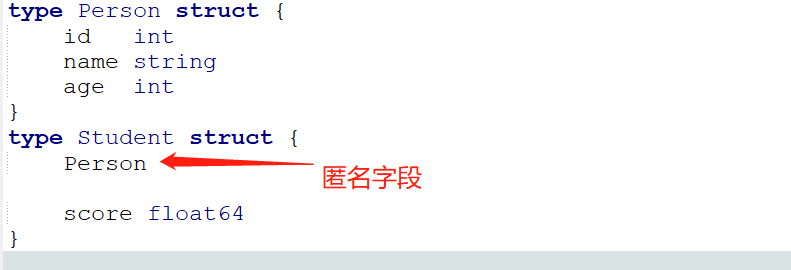 type Person struct {
    id   int
    name string
    age  int
}
type Student struct {
    Person
匿名字段
    score float64
}